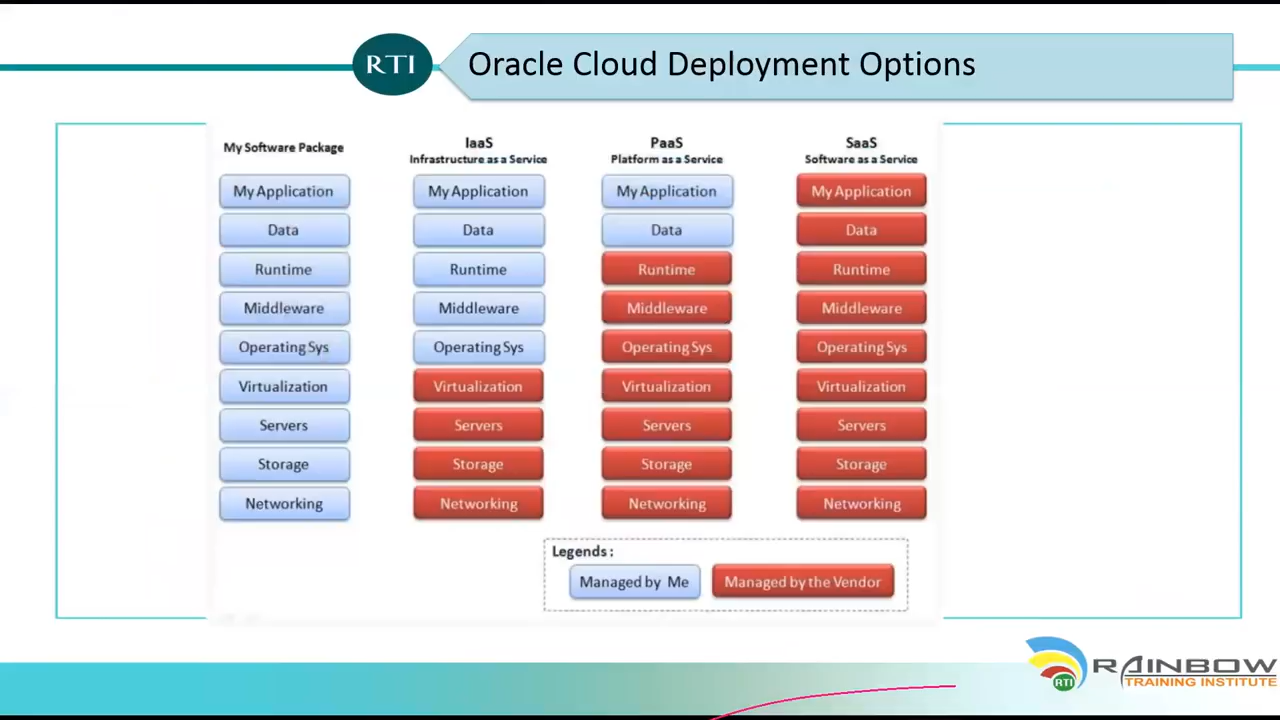 RTI
Oracle Cloud Deployment Options
My Software Package
My Application
Data
Runtime
Middleware
Operating Sys
Virtualization
Servers
Storage
Networking
IaaS
Infrastructure as a Service
My Application
Data
Runtime
Middleware
Operating Sys
Virtualization
Servers
Storage
Networking
PaaS
Platform as a Service
My Application
Data
Runtime
Middleware
Operating Sys
Virtualization
Servers
Storage
Networking
SaaS
Software as a Service
My Application
Data
Runtime
Middleware
Operating Sys
Virtualization
Servers
Storage
Networking
Legends :
Managed by Me
Managed by the Vendor
RTI
RAINBOW
TRAINING INSTITUTE